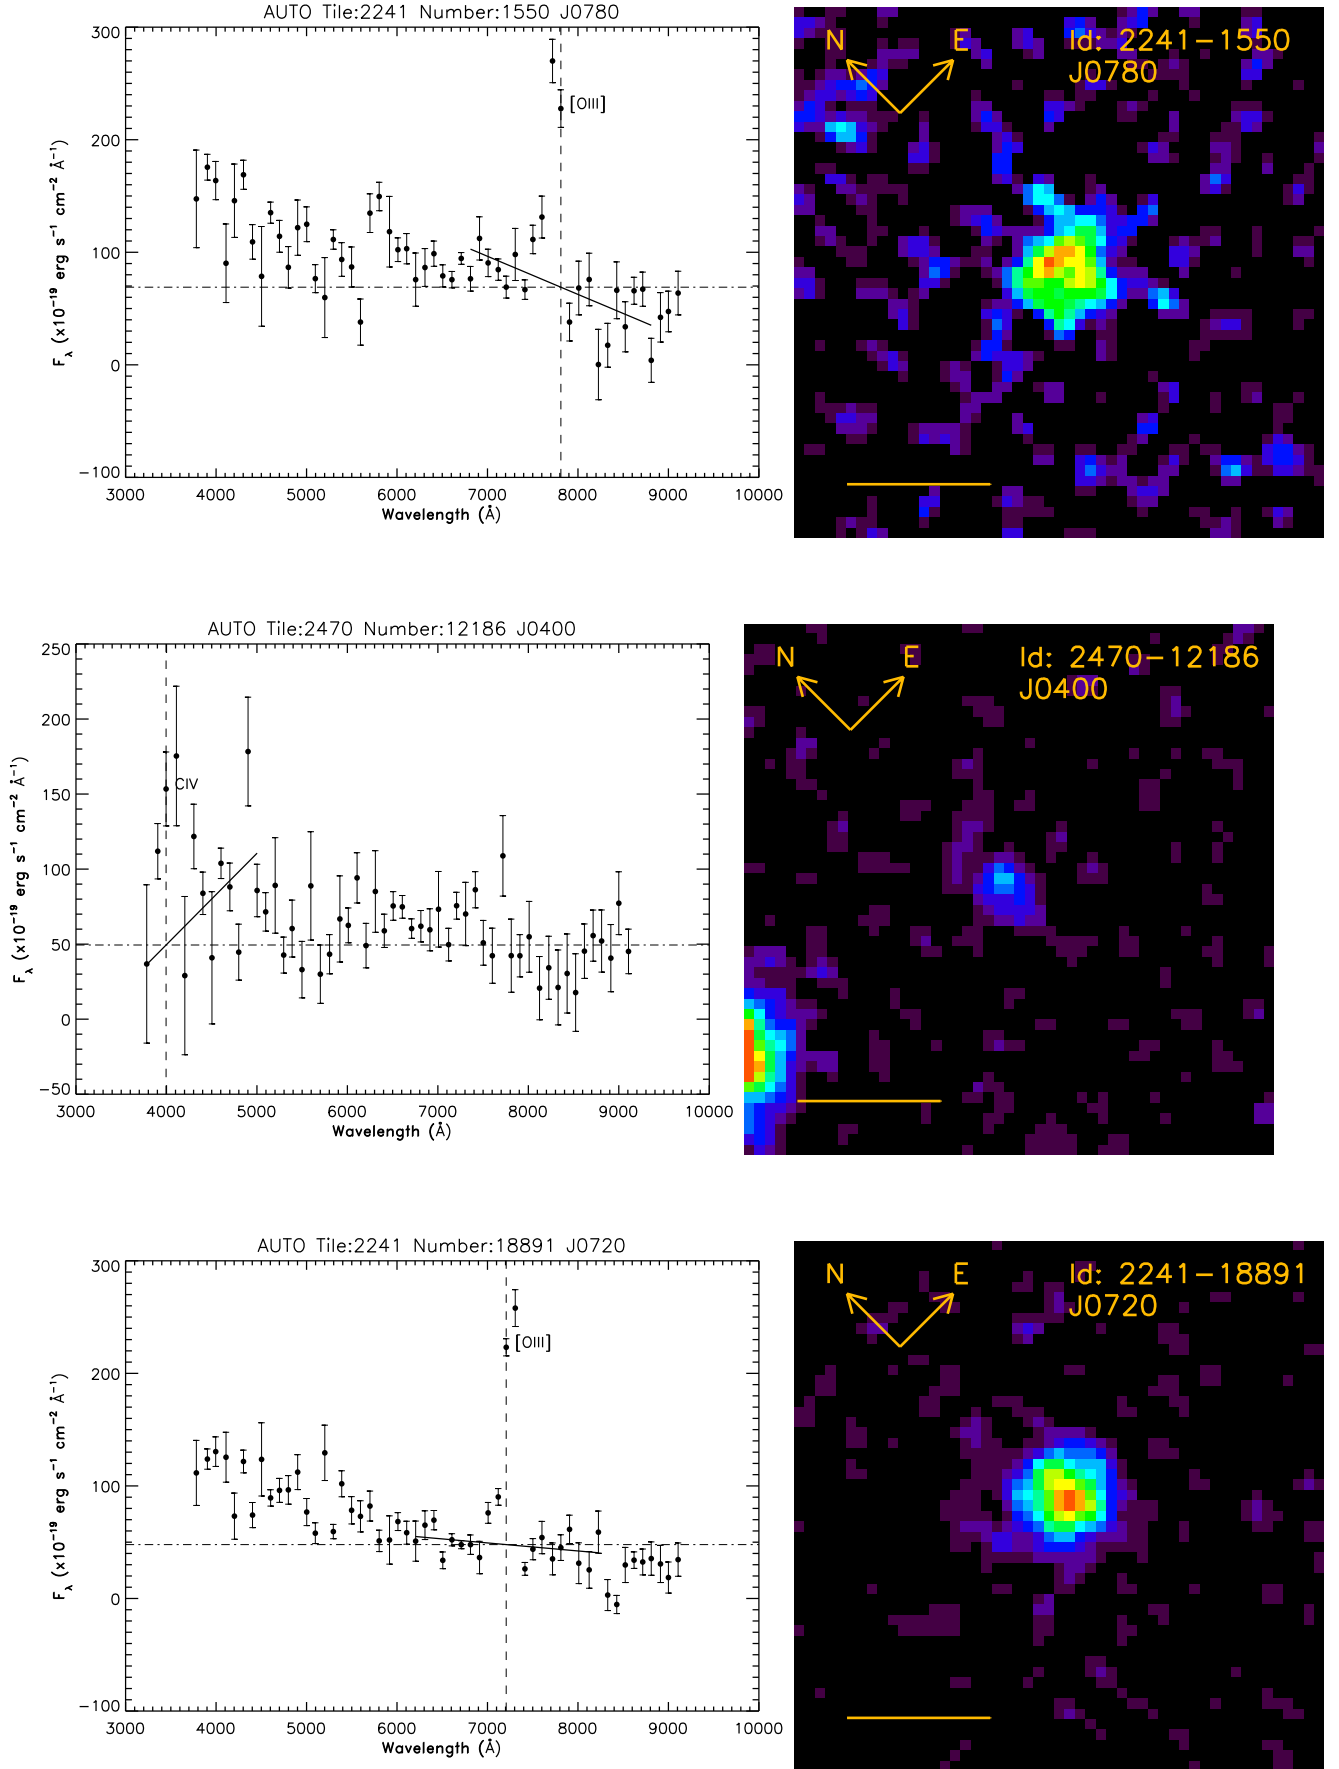 AUTO Tile:2241 Number:1550 J0780
300
200
100
0
−100
F_λ (x10⁻¹⁹ erg s⁻¹ cm⁻² Å⁻¹)
[OIII]
3000 4000 5000 6000 7000 8000 9000 10000
Wavelength (Å)
N E Id: 2241−1550
J0780
AUTO Tile:2470 Number:12186 J0400
250
200
150
100
50
0
−50
F_λ (x10⁻¹⁹ erg s⁻¹ cm⁻² Å⁻¹)
CIV
3000 4000 5000 6000 7000 8000 9000 10000
Wavelength (Å)
N E Id: 2470−12186
J0400
AUTO Tile:2241 Number:18891 J0720
300
200
100
0
−100
F_λ (x10⁻¹⁹ erg s⁻¹ cm⁻² Å⁻¹)
[OIII]
3000 4000 5000 6000 7000 8000 9000 10000
Wavelength (Å)
N E Id: 2241−18891
J0720